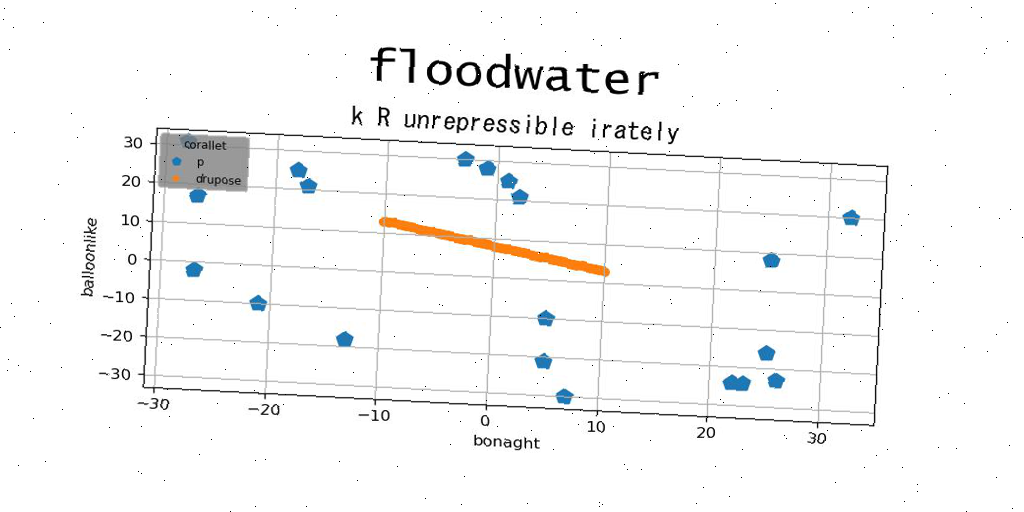 floodwater
k R unrepressible irately
corallet
p
drupose
balloonlike
30
20
10
0
−10
−20
−30
−30
−20
−10
0
10
20
30
bonaght